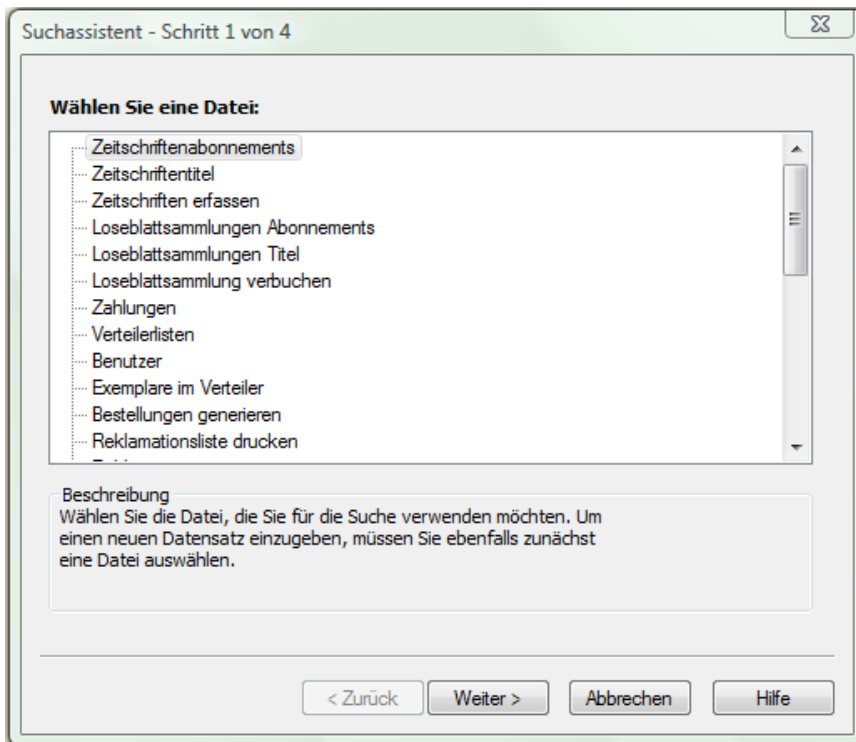 Suchassistent - Schritt 1 von 4
Wählen Sie eine Datei:
Zeitschriftenabonnements
Zeitschriftentitel
Zeitschriften erfassen
Loseblattsammlungen Abonnements
Loseblattsammlungen Titel
Loseblattsammlung verbuchen
Zahlungen
Verteilerlisten
Benutzer
Exemplare im Verteiler
Bestellungen generieren
Reklamationsliste drucken
Beschreibung
Wählen Sie die Datei, die Sie für die Suche verwenden möchten. Um
einen neuen Datensatz einzugeben, müssen Sie ebenfalls zunächst
eine Datei auswählen.
< Zurück Weiter > Abbrechen Hilfe